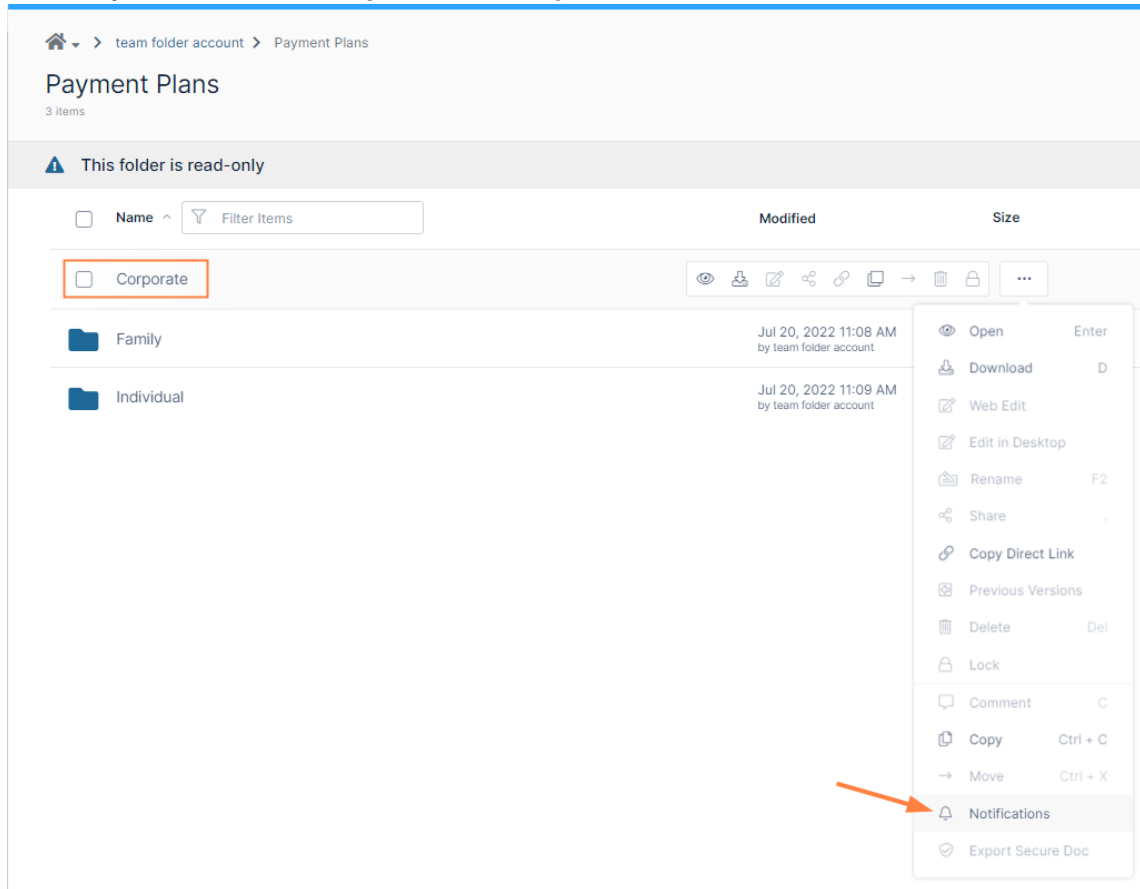 team folder account Payment Plans
Payment Plans
3 items
This folder is read-only
Name Filter Items Modified Size
Corporate
Family Jul 20, 2022 11:08 AM
by team folder account
Individual Jul 20, 2022 11:09 AM
by team folder account
Open Enter
Download D
Web Edit
Edit in Desktop
Rename F2
Share .
Copy Direct Link
Previous Versions
Delete Del
Lock
Comment C
Copy Ctrl + C
Move Ctrl + X
Notifications
Export Secure Doc